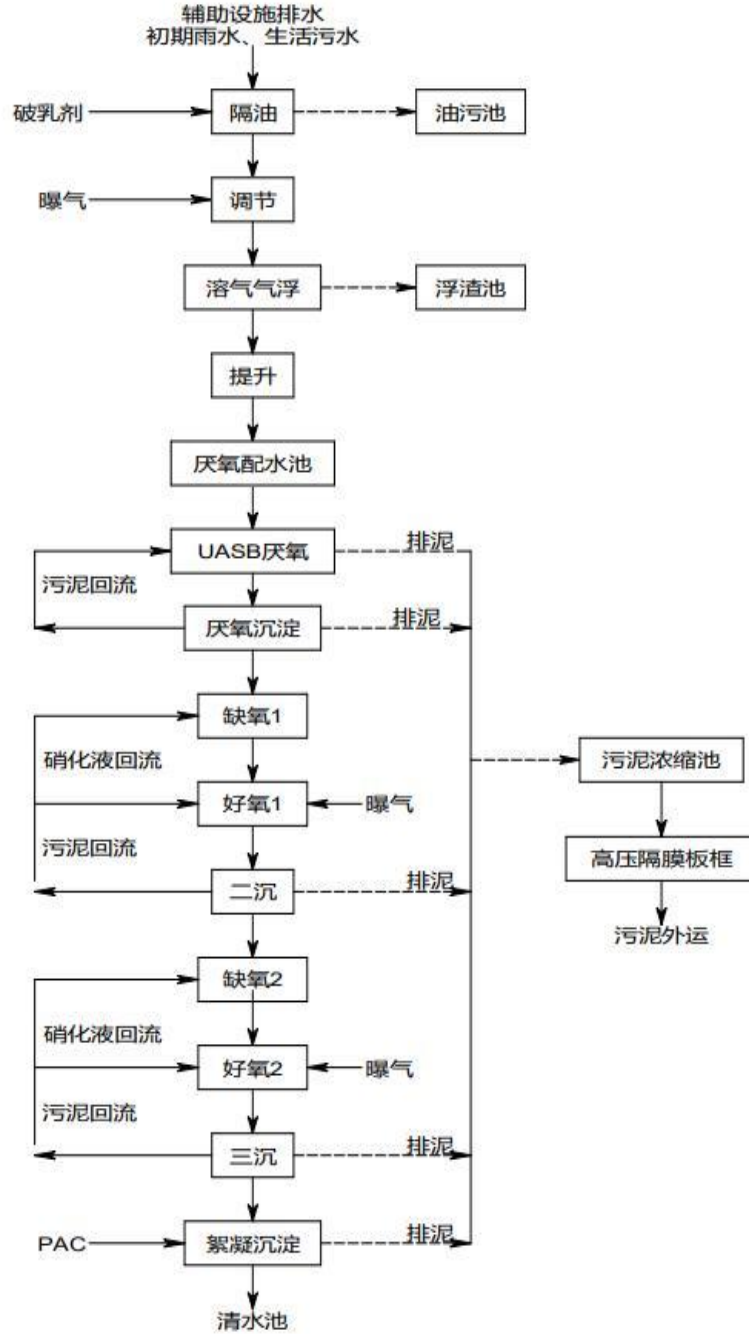 辅助设施排水
初期雨水、生活污水
破乳剂
隔油
油污池
曝气
调节
溶气气浮
浮渣池
提升
厌氧配水池
UASB厌氧
排泥
污泥回流
厌氧沉淀
排泥
缺氧1
硝化液回流
污泥浓缩池
好氧1
曝气
污泥回流
高压隔膜板框
二沉
排泥
污泥外运
缺氧2
硝化液回流
好氧2
曝气
污泥回流
三沉
排泥
PAC
絮凝沉淀
排泥
清水池